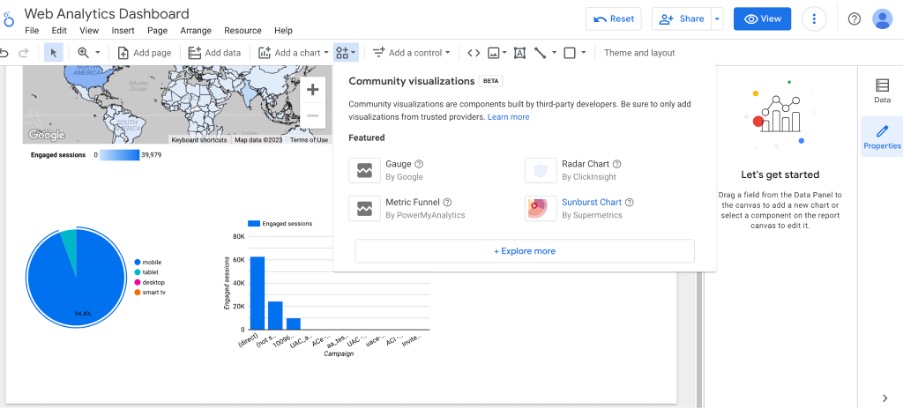 Web Analytics Dashboard
Reset
Share
View
File Edit View Insert Page Arrange Resource Help
Add page
Add data
Add a chart
Add a control
Theme and layout
NORTH
AMERICA
Atlantic
Ocean
SOUTH
AMERICA
Google
Keyboard shortcuts
Map data ©2023
Terms of Use
Engaged sessions 0 39,979
Community visualizations BETA
Community visualizations are components built by third-party developers. Be sure to only add
visualizations from trusted providers. Learn more
Featured
Gauge
By Google
Radar Chart
By ClickInsight
Metric Funnel
By PowerMyAnalytics
Sunburst Chart
By Supermetrics
+ Explore more
Data
Properties
Let's get started
Drag a field from the Data Panel to
the canvas to add a new chart or
select a component on the report
canvas to edit it.
94.4%
mobile
tablet
desktop
smart tv
Engaged sessions
Engaged sessions
80K
60K
40K
20K
0
(direct)
(not s…
10096…
UAC_a…
ACe -…
aa_tes…
UAC-…
uace-…
ACI -…
Invite…
Campaign